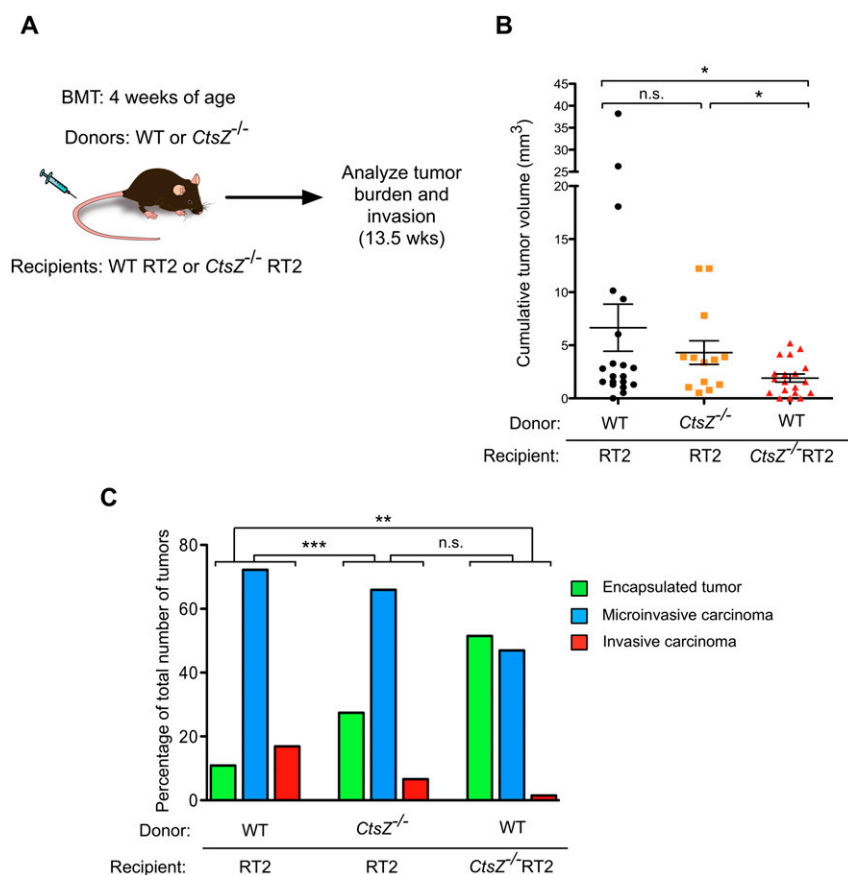 A
BMT: 4 weeks of age
Donors: WT or CtsZ-/-
Analyze tumor
burden and
invasion
(13.5 wks)
Recipients: WT RT2 or CtsZ-/- RT2
B
*
n.s.
*
Cumulative tumor volume (mm3)
45
40
35
30
25
20
15
10
5
0
Donor: WT CtsZ-/- WT
Recipient: RT2 RT2 CtsZ-/-RT2
C
**
***
n.s.
Percentage of total number of tumors
80
60
40
20
0
Encapsulated tumor
Microinvasive carcinoma
Invasive carcinoma
Donor: WT CtsZ-/- WT
Recipient: RT2 RT2 CtsZ-/-RT2